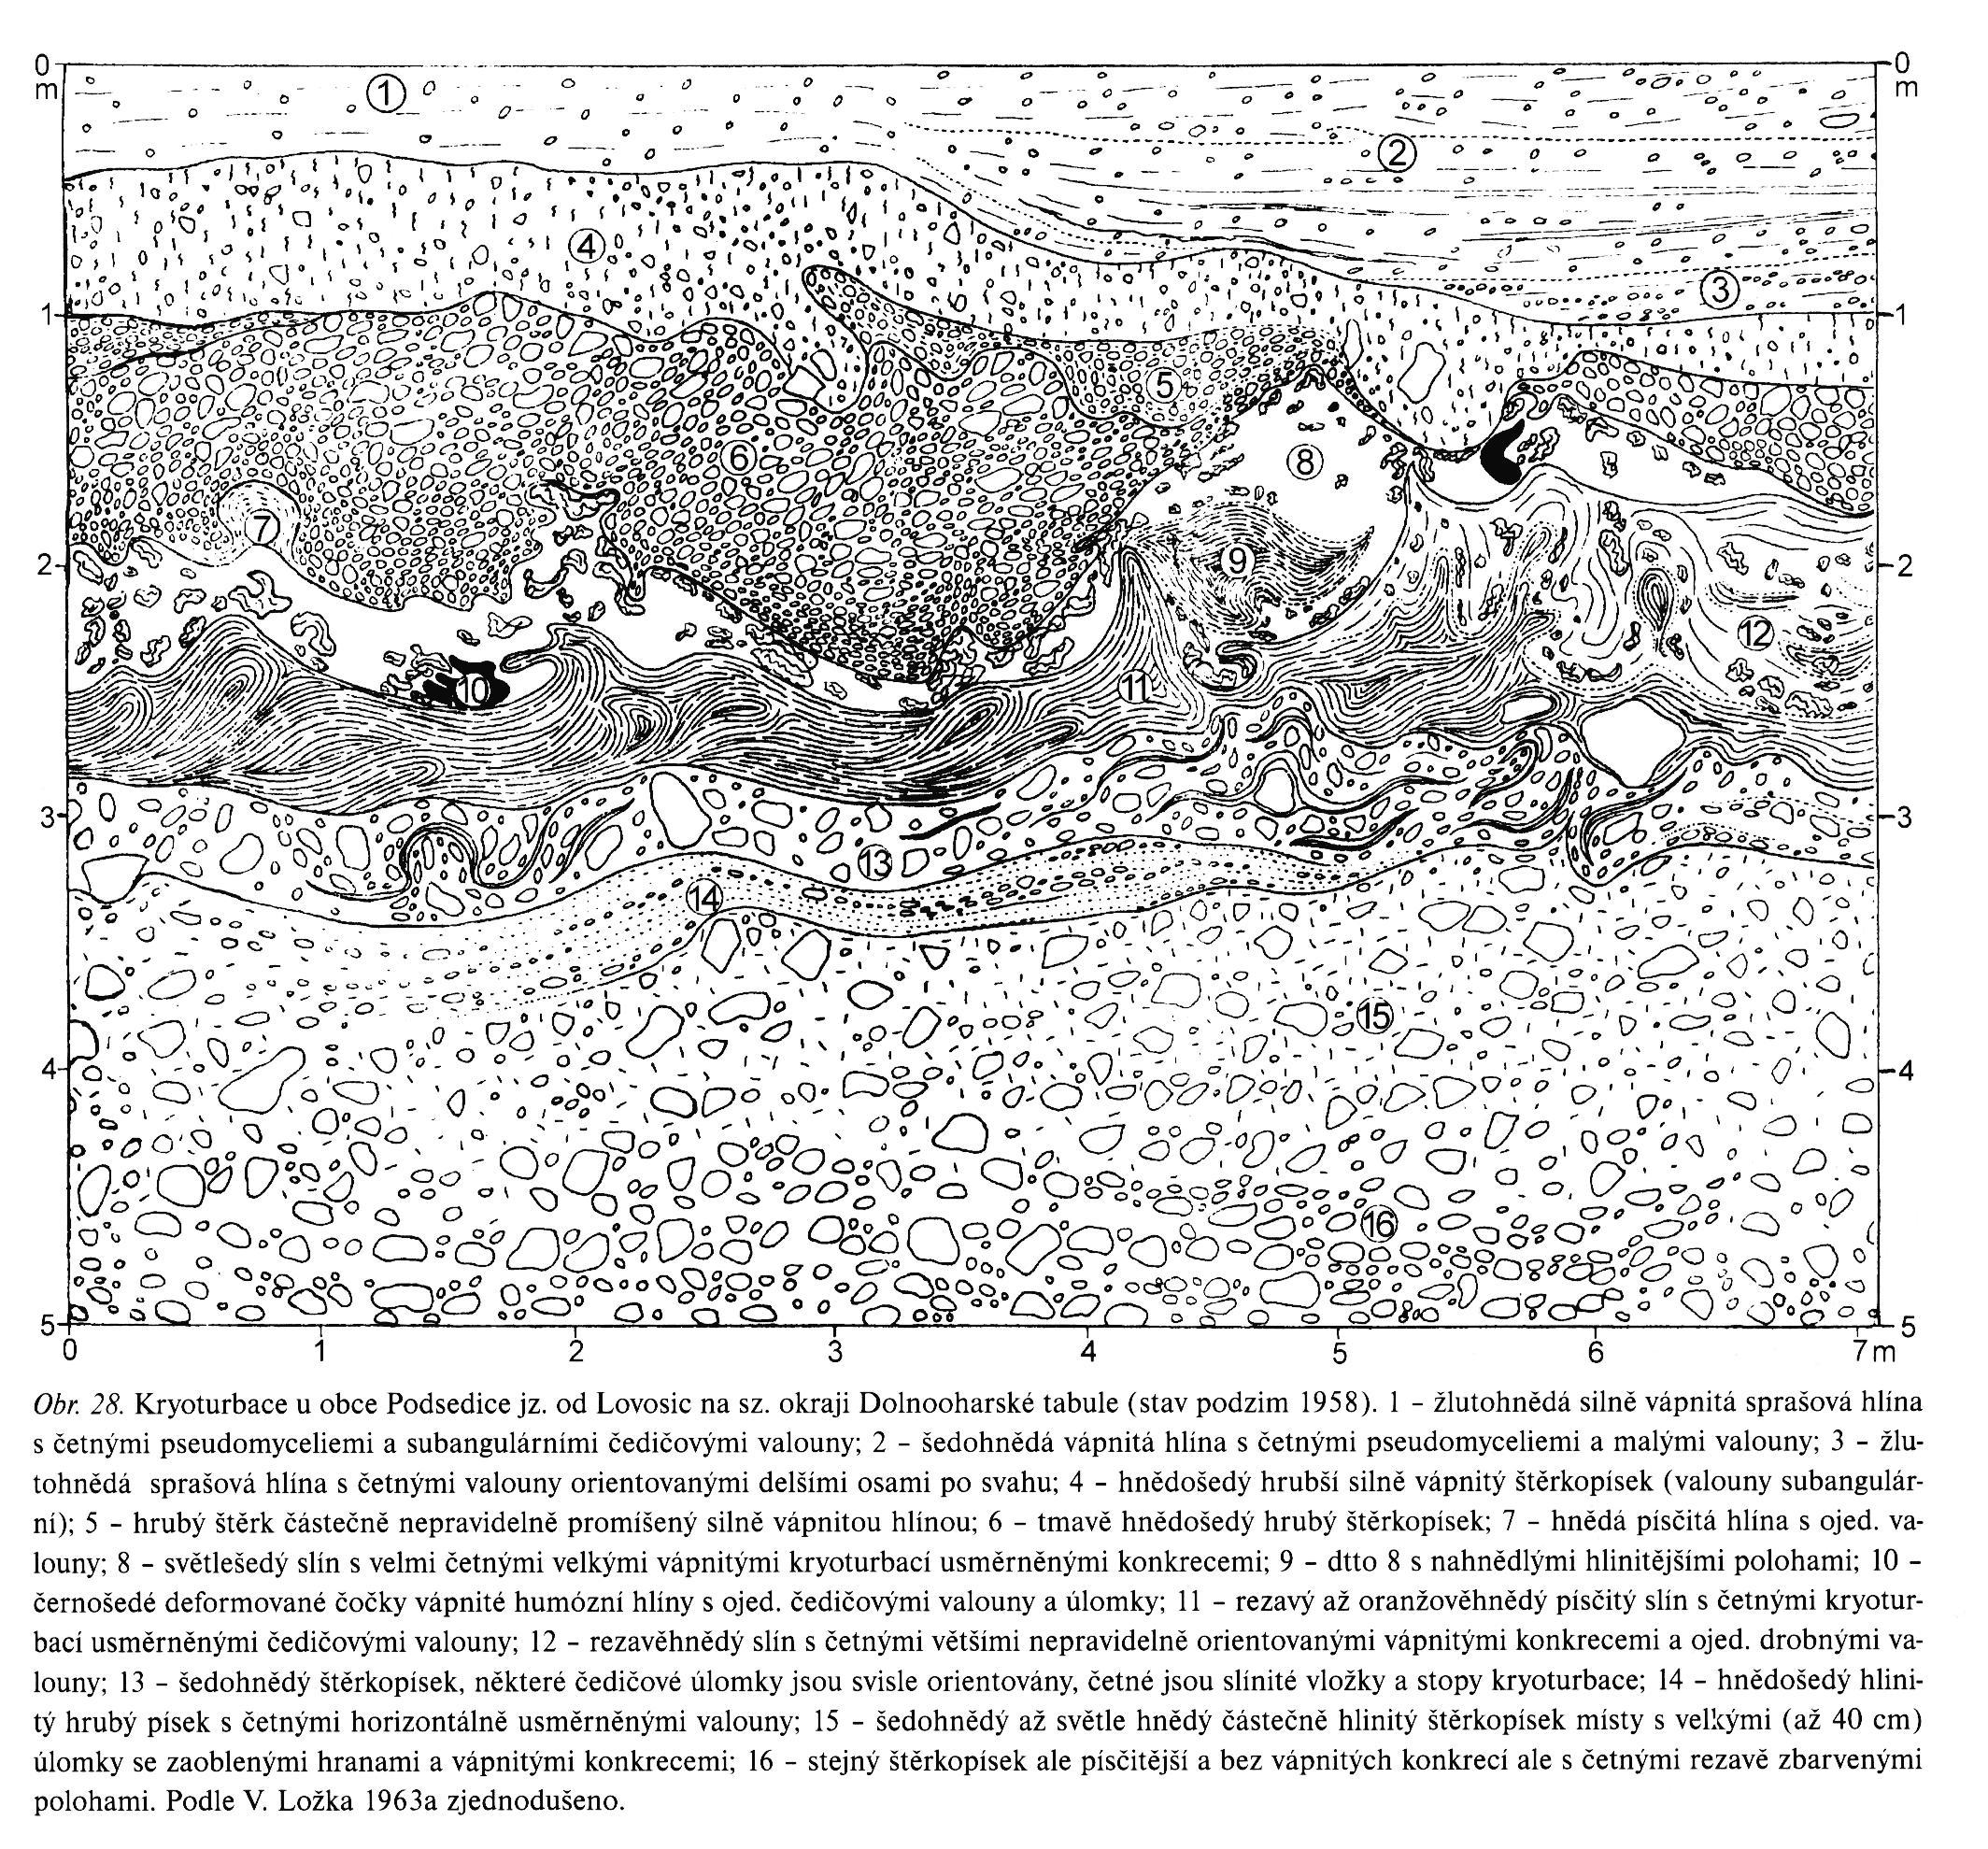 0 0
m m
1
2
4
3
1 1
5
6
8
7
2 9 2
12
10 11
3 3
13
14
15
4 4
16
5 5
0 1 2 3 4 5 6 7 m
Obr. 28. Kryoturbace u obce Podsedice jz. od Lovosic na sz. okraji Dolnooharské tabule (stav podzim 1958). 1 – žlutohnědá silně vápnitá sprašová hlína
s četnými pseudomyceliemi a subangulárními čedičovými valouny; 2 – šedohnědá vápnitá hlína s četnými pseudomyceliemi a malými valouny; 3 – žlu-
tohnědá sprašová hlína s četnými valouny orientovanými delšími osami po svahu; 4 – hnědošedý hrubší silně vápnitý štěrkopísek (valouny subangulár-
ní); 5 – hrubý štěrk částečně nepravidelně promíšený silně vápnitou hlínou; 6 – tmavě hnědošedý hrubý štěrkopísek; 7 – hnědá písčitá hlína s ojed. va-
louny; 8 – světlešedý slín s velmi četnými velkými vápnitými kryoturbací usměrněnými konkrecemi; 9 – dtto 8 s nahnědlými hlinitějšími polohami; 10 –
černošedé deformované čočky vápnité humózní hlíny s ojed. čedičovými valouny a úlomky; 11 – rezavý až oranžověhnědý písčitý slín s četnými kryotur-
bací usměrněnými čedičovými valouny; 12 – rezavěhnědý slín s četnými většími nepravidelně orientovanými vápnitými konkrecemi a ojed. drobnými va-
louny; 13 – šedohnědý štěrkopísek, některé čedičové úlomky jsou svisle orientovány, četné jsou slínité vložky a stopy kryoturbace; 14 – hnědošedý hlini-
tý hrubý písek s četnými horizontálně usměrněnými valouny; 15 – šedohnědý až světle hnědý částečně hlinitý štěrkopísek místy s velkými (až 40 cm)
úlomky se zaoblenými hranami a vápnitými konkrecemi; 16 – stejný štěrkopísek ale písčitější a bez vápnitých konkrecí ale s četnými rezavě zbarvenými
polohami. Podle V. Ložka 1963a zjednodušeno.